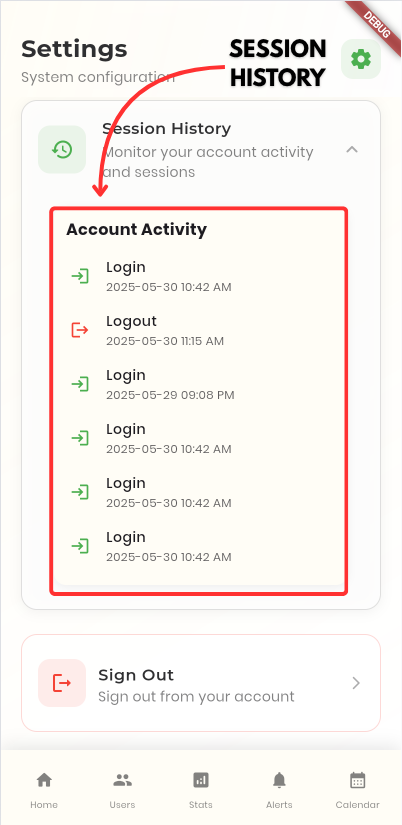 DEBUG
Settings
System configuration
SESSION
HISTORY
Session History
Monitor your account activity
and sessions
Account Activity
Login
2025-05-30 10:42 AM
Logout
2025-05-30 11:15 AM
Login
2025-05-29 09:08 PM
Login
2025-05-30 10:42 AM
Login
2025-05-30 10:42 AM
Login
2025-05-30 10:42 AM
Sign Out
Sign out from your account
Home
Users
Stats
Alerts
Calendar